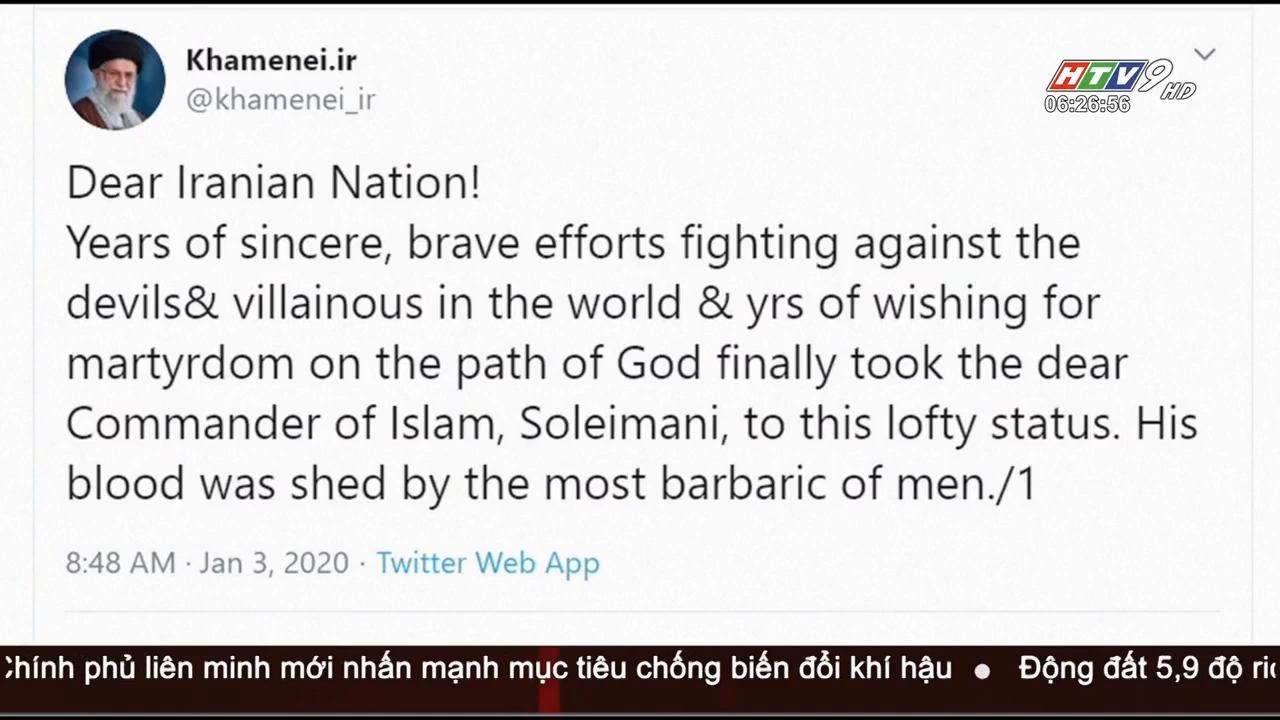 Khamenei.ir
@khamenei_ir
HTV9 HD
06:26:56
Dear Iranian Nation!
Years of sincere, brave efforts fighting against the
devils& villainous in the world & yrs of wishing for
martyrdom on the path of God finally took the dear
Commander of Islam, Soleimani, to this lofty status. His
blood was shed by the most barbaric of men./1
8:48 AM · Jan 3, 2020 · Twitter Web App
Chính phủ liên minh mới nhấn mạnh mục tiêu chống biến đổi khí hậu ● Động đất 5,9 độ